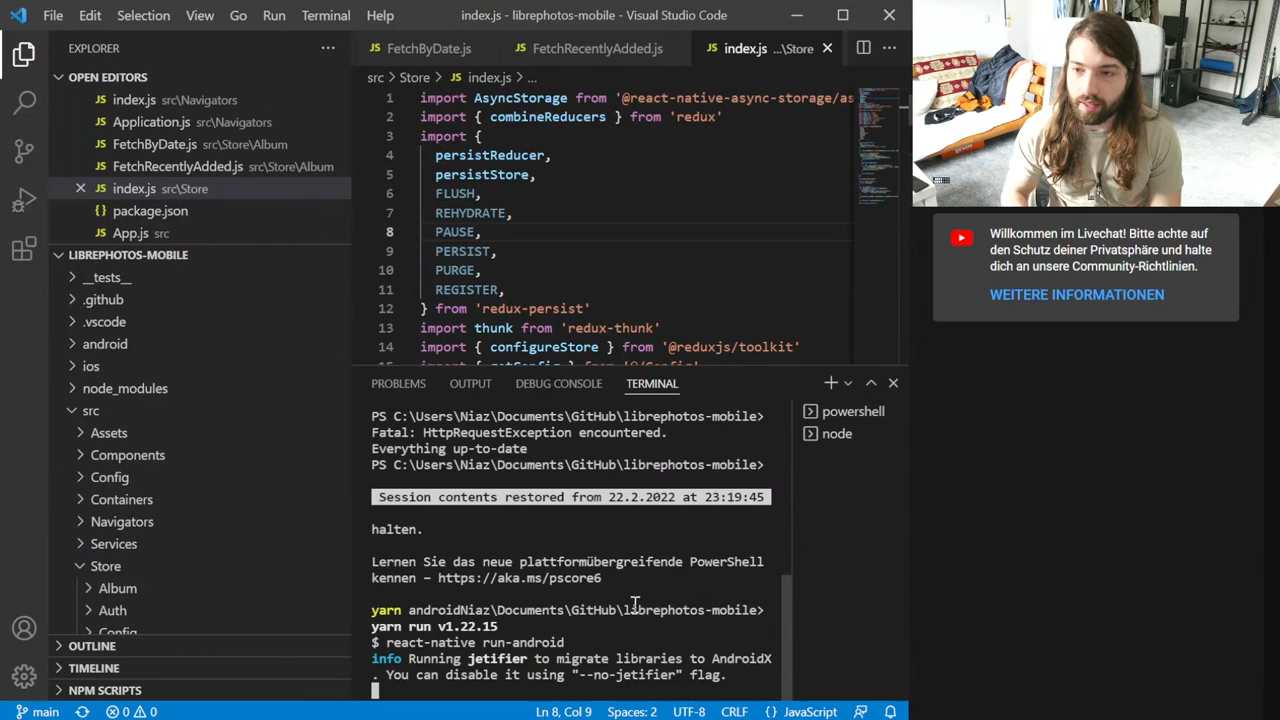 File Edit Selection View Go Run Terminal Help index.js - librephotos-mobile - Visual Studio Code
EXPLORER
OPEN EDITORS
index.js src\Navigators
Application.js src\Navigators
FetchByDate.js src\Store\Album
FetchRecentlyAdded.js src\Store\Album
index.js src\Store
{} package.json
App.js src
LIBREPHOTOS-MOBILE
__tests__
.github
.vscode
android
ios
node_modules
src
Assets
Components
Config
Containers
Navigators
Services
Store
Album
Auth
Config
OUTLINE
TIMELINE
NPM SCRIPTS
JS FetchByDate.js JS FetchRecentlyAdded.js JS index.js ...\Store
src > Store > JS index.js > ...
1 import AsyncStorage from '@react-native-async-storage/as
2 import { combineReducers } from 'redux'
3 import {
4 persistReducer,
5 persistStore,
6 FLUSH,
7 REHYDRATE,
8 PAUSE,
9 PERSIST,
10 PURGE,
11 REGISTER,
12 } from 'redux-persist'
13 import thunk from 'redux-thunk'
14 import { configureStore } from '@reduxjs/toolkit'
PROBLEMS OUTPUT DEBUG CONSOLE TERMINAL
PS C:\Users\Niaz\Documents\GitHub\librephotos-mobile>
Fatal: HttpRequestException encountered.
Everything up-to-date
PS C:\Users\Niaz\Documents\GitHub\librephotos-mobile>
Session contents restored from 22.2.2022 at 23:19:45
halten.
Lernen Sie das neue plattformübergreifende PowerShell
kennen – https://aka.ms/pscore6
yarn androidNiaz\Documents\GitHub\librephotos-mobile>
yarn run v1.22.15
$ react-native run-android
info Running jetifier to migrate libraries to AndroidX
. You can disable it using "--no-jetifier" flag.
powershell
node
main 0 0 Ln 8, Col 9 Spaces: 2 UTF-8 CRLF {} JavaScript
Willkommen im Livechat! Bitte achte auf
den Schutz deiner Privatsphäre und halte
dich an unsere Community-Richtlinien.
WEITERE INFORMATIONEN